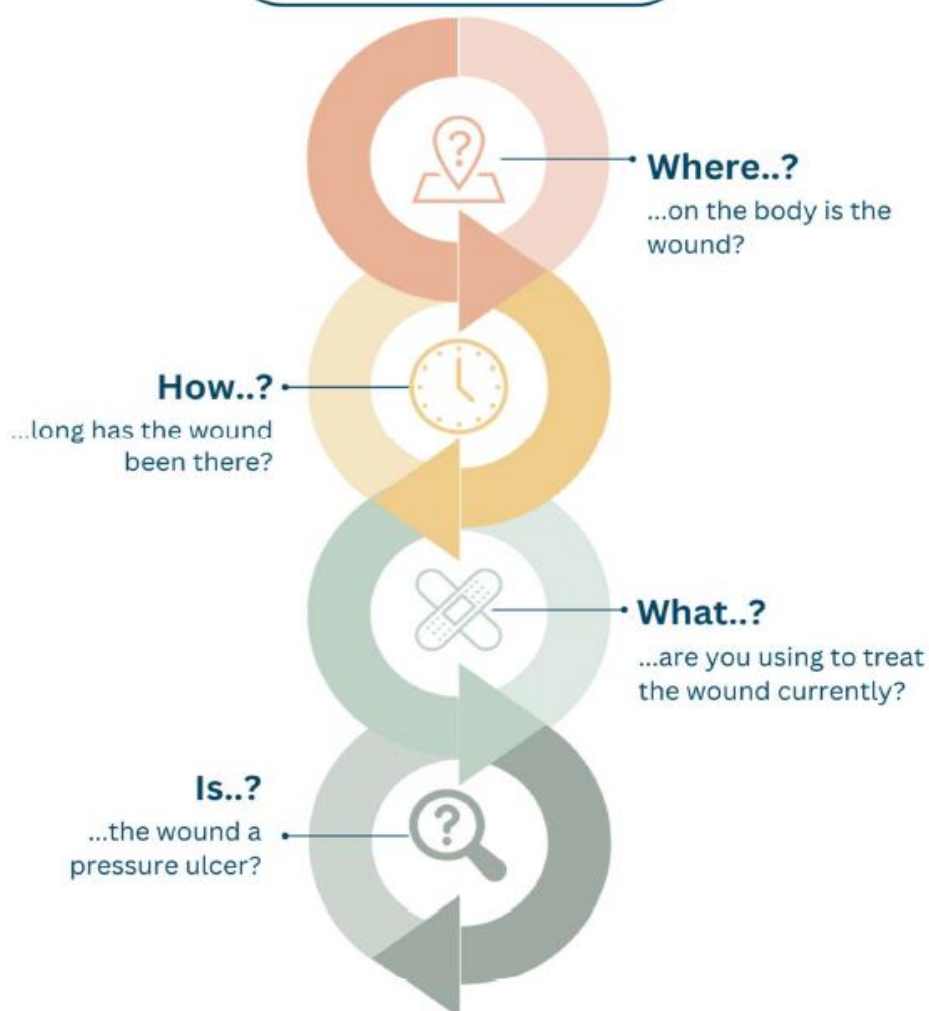 Where..?
...on the body is the
wound?
How..?
...long has the wound
been there?
What..?
...are you using to treat
the wound currently?
Is..?
...the wound a
pressure ulcer?